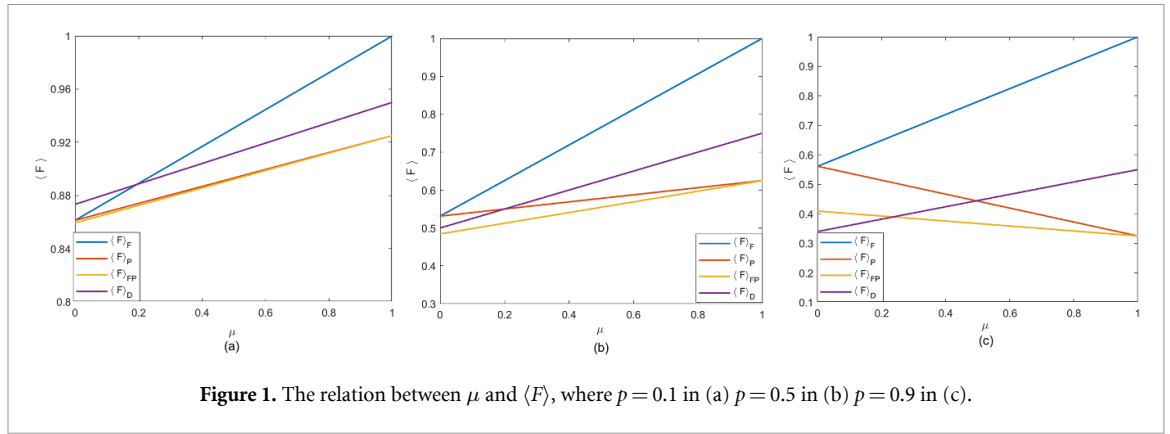 1
0.96
0.92
0.88
0.84
0.8
⟨ F ⟩
⟨ F⟩F
⟨ F⟩P
⟨ F⟩FP
⟨ F⟩D
0 0.2 0.4 0.6 0.8 1
μ
(a)
1
0.9
0.8
0.7
0.6
0.5
0.4
0.3
⟨ F ⟩
⟨ F⟩F
⟨ F⟩P
⟨ F⟩FP
⟨ F⟩D
0 0.2 0.4 0.6 0.8 1
μ
(b)
1
0.9
0.8
0.7
0.6
0.5
0.4
0.3
0.2
0.1
⟨ F ⟩
⟨ F⟩F
⟨ F⟩P
⟨ F⟩FP
⟨ F⟩D
0 0.2 0.4 0.6 0.8 1
μ
(c)
Figure 1. The relation between μ and ⟨F⟩, where p = 0.1 in (a) p = 0.5 in (b) p = 0.9 in (c).